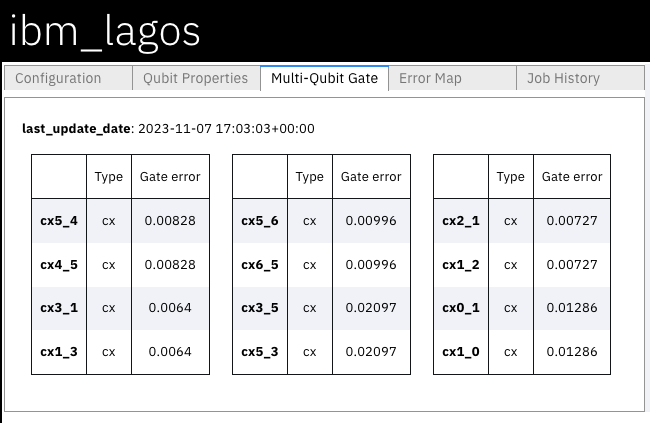 ibm_lagos
Configuration Qubit Properties Multi-Qubit Gate Error Map Job History
last_update_date: 2023-11-07 17:03:03+00:00
Type Gate error Type Gate error Type Gate error
cx5_4 cx 0.00828 cx5_6 cx 0.00996 cx2_1 cx 0.00727
cx4_5 cx 0.00828 cx6_5 cx 0.00996 cx1_2 cx 0.00727
cx3_1 cx 0.0064 cx3_5 cx 0.02097 cx0_1 cx 0.01286
cx1_3 cx 0.0064 cx5_3 cx 0.02097 cx1_0 cx 0.01286